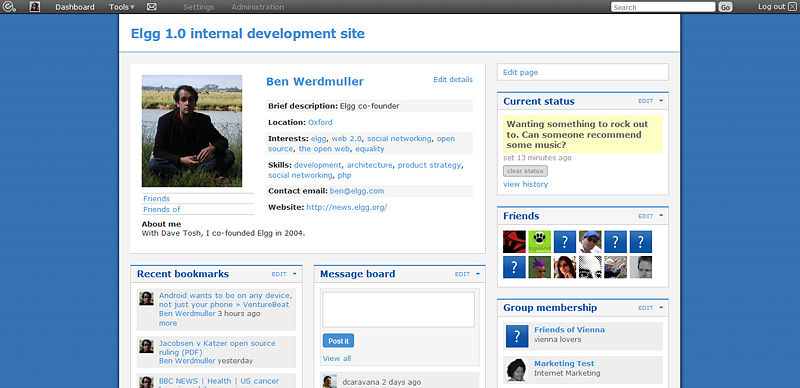 Dashboard Tools Settings Administration Search Go Log out
Elgg 1.0 internal development site
Ben Werdmuller
Edit details
Brief description: Elgg co-founder
Location: Oxford
Interests: elgg, web 2.0, social networking, open
source, the open web, equality
Skills: development, architecture, product strategy,
social networking, php
Contact email: ben@elgg.com
Website: http://news.elgg.org/
Friends
Friends of
About me
With Dave Tosh, I co-founded Elgg in 2004.
Recent bookmarks EDIT -
Android wants to be on any device,
not just your phone » VentureBeat
Ben Werdmuller 3 hours ago
more
Jacobsen v Katzer open source
ruling (PDF)
Ben Werdmuller yesterday
BBC NEWS | Health | US cancer
Message board EDIT -
Post it
View all
dcaravana 2 days ago
Edit page
Current status EDIT -
Wanting something to rock out
to. Can someone recommend
some music?
set 13 minutes ago
clear status
view history
Friends EDIT -
? ? ?
?
Group membership EDIT -
?
Friends of Vienna
vienna lovers
Marketing Test
Internet Marketing